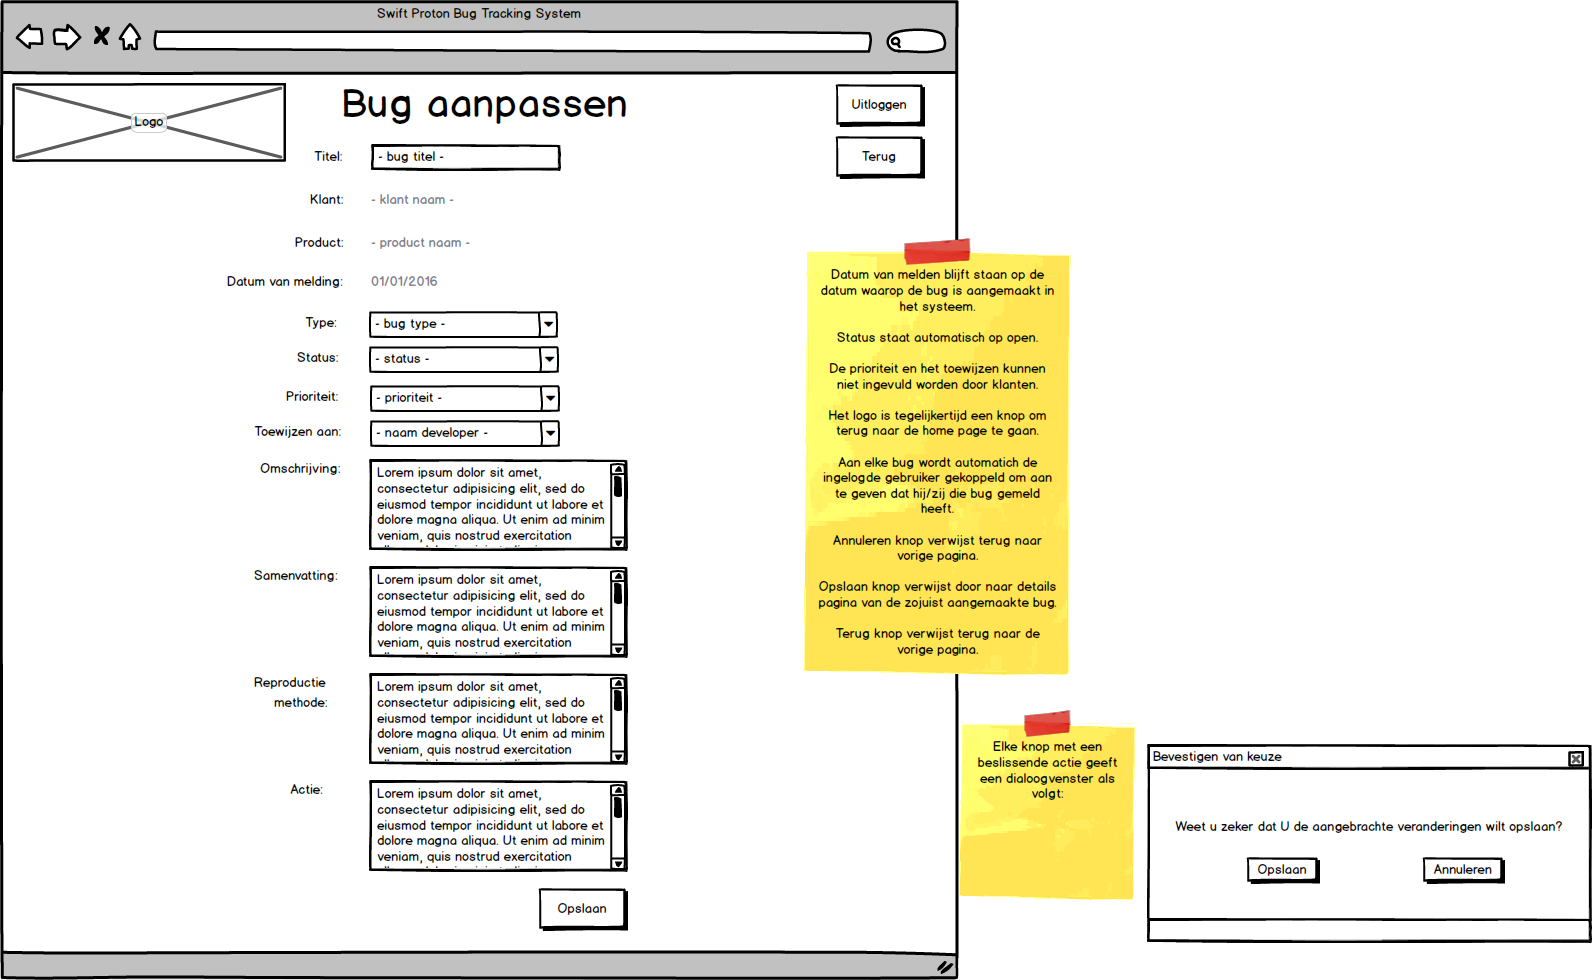 Swift Proton Bug Tracking System
Logo
Bug aanpassen
Uitloggen
Terug
Titel:
- bug titel -
Klant:
- klant naam -
Product:
- product naam -
Datum van melding:
01/01/2016
Type:
- bug type -
Status:
- status -
Prioriteit:
- prioriteit -
Toewijzen aan:
- naam developer -
Omschrijving:
Lorem ipsum dolor sit amet,
consectetur adipisicing elit, sed do
eiusmod tempor incididunt ut labore et
dolore magna aliqua. Ut enim ad minim
veniam, quis nostrud exercitation
Samenvatting:
Lorem ipsum dolor sit amet,
consectetur adipisicing elit, sed do
eiusmod tempor incididunt ut labore et
dolore magna aliqua. Ut enim ad minim
veniam, quis nostrud exercitation
Reproductie
methode:
Lorem ipsum dolor sit amet,
consectetur adipisicing elit, sed do
eiusmod tempor incididunt ut labore et
dolore magna aliqua. Ut enim ad minim
veniam, quis nostrud exercitation
Actie:
Lorem ipsum dolor sit amet,
consectetur adipisicing elit, sed do
eiusmod tempor incididunt ut labore et
dolore magna aliqua. Ut enim ad minim
veniam, quis nostrud exercitation
Opslaan
Datum van melden blijft staan op de
datum waarop de bug is aangemaakt in
het systeem.
Status staat automatisch op open.
De prioriteit en het toewijzen kunnen
niet ingevuld worden door klanten.
Het logo is tegelijkertijd een knop om
terug naar de home page te gaan.
Aan elke bug wordt automatich de
ingelogde gebruiker gekoppeld om aan
te geven dat hij/zij die bug gemeld
heeft.
Annuleren knop verwijst terug naar
vorige pagina.
Opslaan knop verwijst door naar details
pagina van de zojuist aangemaakte bug.
Terug knop verwijst terug naar de
vorige pagina.
Elke knop met een
beslissende actie geeft
een dialoogvenster als
volgt:
Bevestigen van keuze
Weet u zeker dat U de aangebrachte veranderingen wilt opslaan?
Opslaan
Annuleren